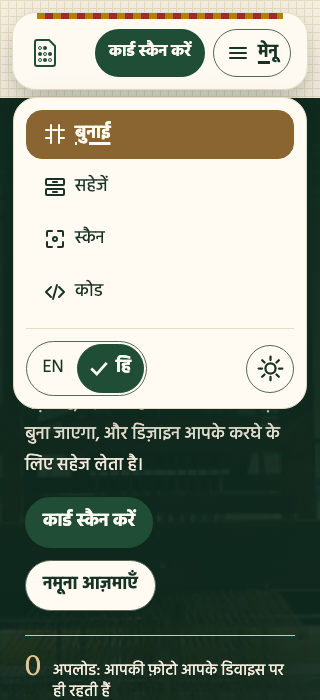 कार्ड स्कैन करें
मेनू
बुनाई
सहेजें
स्कैन
कोड
EN
हिं
बुना जाएगा, और डिज़ाइन आपके करघे के
लिए सहेज लेता है।
कार्ड स्कैन करें
नमूना आज़माएँ
0 अपलोड: आपकी फ़ोटो आपके डिवाइस पर
ही रहती हैं